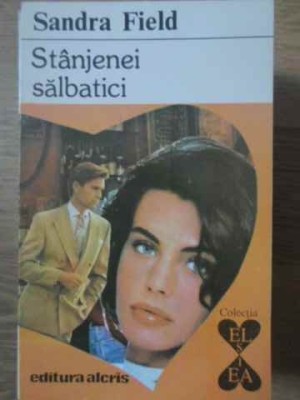 Sandra Field
Stânjenei
sălbatici
Colecția
EL
ȘI
EA
editura alcris